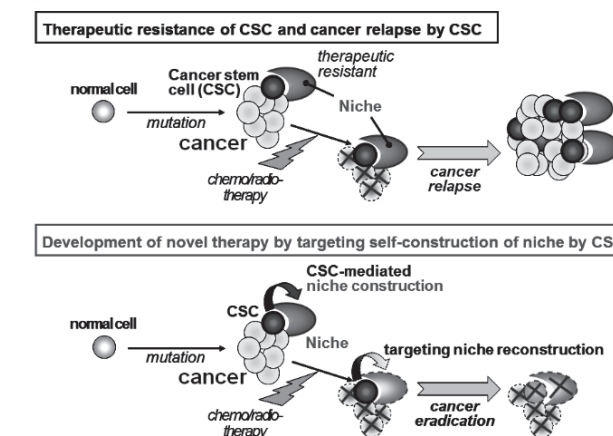 Therapeutic resistance of CSC and cancer relapse by CSC
therapeutic
resistant
Cancer stem
cell (CSC)
normal cell
Niche
mutation
cancer
chemo/radio-
therapy
cancer
relapse
Development of novel therapy by targeting self-construction of niche by CS
CSC-mediated
niche construction
CSC
normal cell
Niche
targeting niche reconstruction
mutation
cancer
chemo/radio-
therapy
cancer
eradication